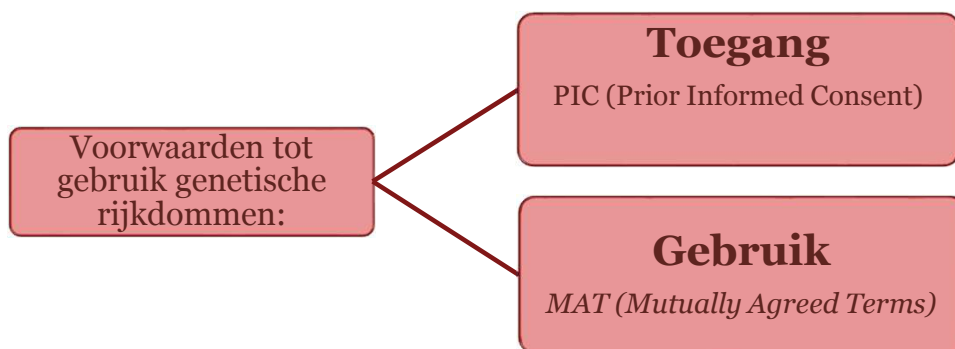 Voorwaarden tot
gebruik genetische
rijkdommen:
Toegang
PIC (Prior Informed Consent)
Gebruik
MAT (Mutually Agreed Terms)